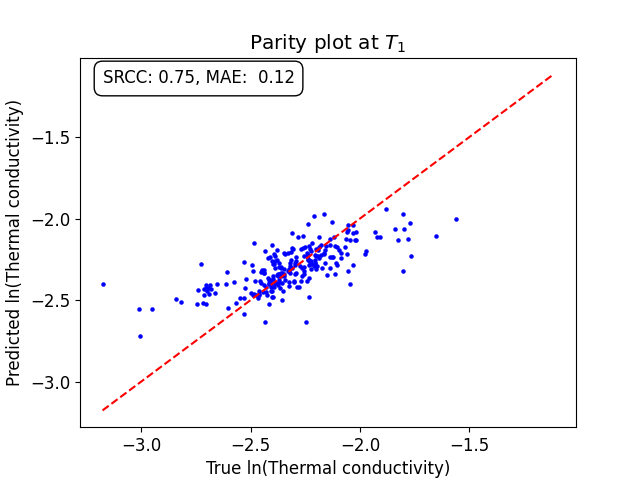 Parity plot at T₁
SRCC: 0.75, MAE:  0.12
Predicted ln(Thermal conductivity)
−1.5
−2.0
−2.5
−3.0
−3.0 −2.5 −2.0 −1.5
True ln(Thermal conductivity)